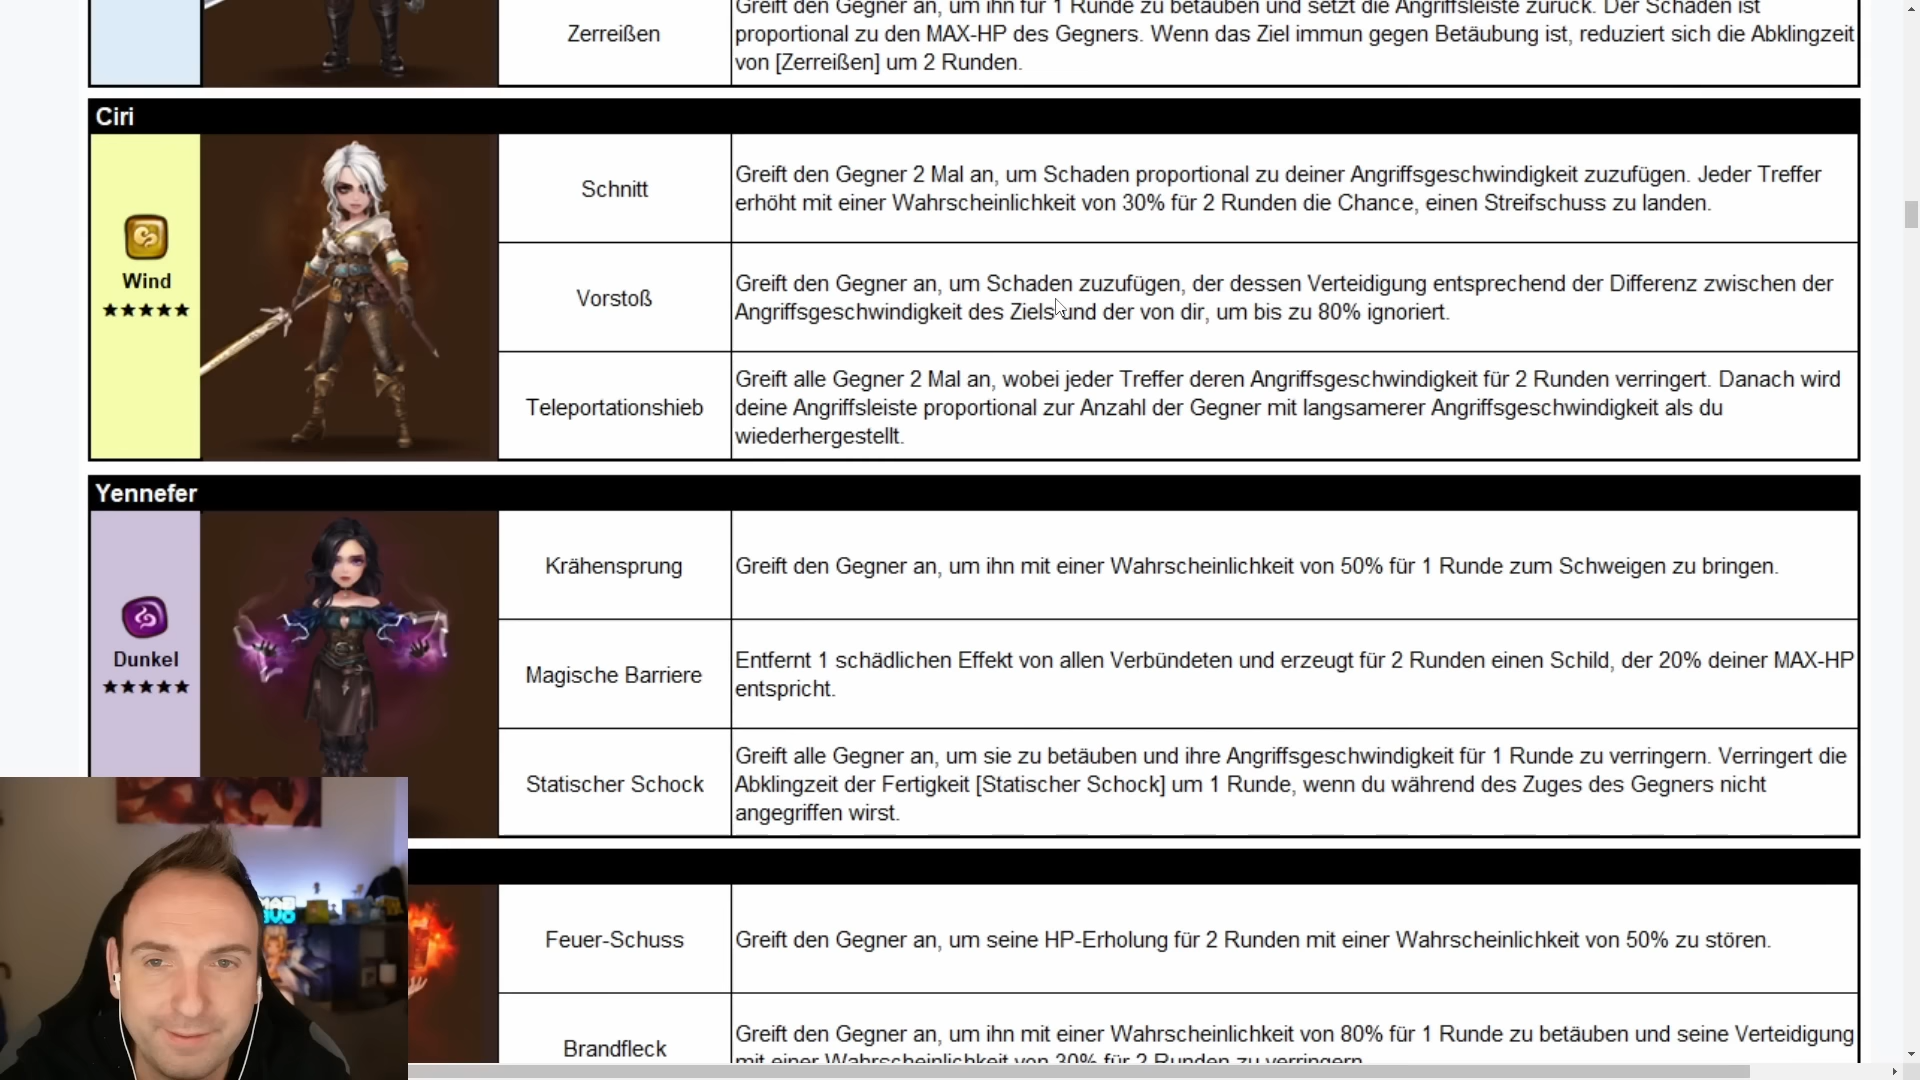 Greift den Gegner an, um ihn für 1 Runde zu betäuben und setzt die Angriffsleiste zurück. Der Schaden ist
Zerreißen
proportional zu den MAX-HP des Gegners. Wenn das Ziel immun gegen Betäubung ist, reduziert sich die Abklingzeit
von [Zerreißen] um 2 Runden.
Ciri
Wind
★★★★★
Schnitt
Greift den Gegner 2 Mal an, um Schaden proportional zu deiner Angriffsgeschwindigkeit zuzufügen. Jeder Treffer
erhöht mit einer Wahrscheinlichkeit von 30% für 2 Runden die Chance, einen Streifschuss zu landen.
Vorstoß
Greift den Gegner an, um Schaden zuzufügen, der dessen Verteidigung entsprechend der Differenz zwischen der
Angriffsgeschwindigkeit des Ziels und der von dir, um bis zu 80% ignoriert.
Teleportationshieb
Greift alle Gegner 2 Mal an, wobei jeder Treffer deren Angriffsgeschwindigkeit für 2 Runden verringert. Danach wird
deine Angriffsleiste proportional zur Anzahl der Gegner mit langsamerer Angriffsgeschwindigkeit als du
wiederhergestellt.
Yennefer
Dunkel
★★★★★
Krähensprung
Greift den Gegner an, um ihn mit einer Wahrscheinlichkeit von 50% für 1 Runde zum Schweigen zu bringen.
Magische Barriere
Entfernt 1 schädlichen Effekt von allen Verbündeten und erzeugt für 2 Runden einen Schild, der 20% deiner MAX-HP
entspricht.
Statischer Schock
Greift alle Gegner an, um sie zu betäuben und ihre Angriffsgeschwindigkeit für 1 Runde zu verringern. Verringert die
Abklingzeit der Fertigkeit [Statischer Schock] um 1 Runde, wenn du während des Zuges des Gegners nicht
angegriffen wirst.
Feuer-Schuss
Greift den Gegner an, um seine HP-Erholung für 2 Runden mit einer Wahrscheinlichkeit von 50% zu stören.
Brandfleck
Greift den Gegner an, um ihn mit einer Wahrscheinlichkeit von 80% für 1 Runde zu betäuben und seine Verteidigung
mit einer Wahrscheinlichkeit von 30% für 2 Runden zu verringern.